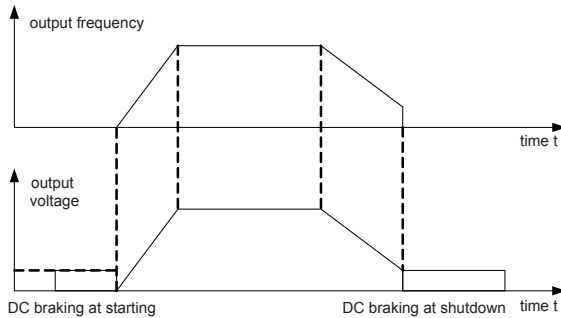 output frequency
time t
output
voltage
DC braking at starting
DC braking at shutdown
time t